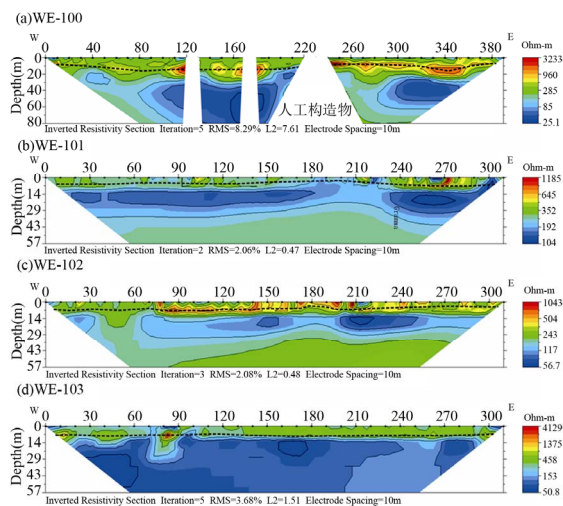 (a)WE-100
W E
0 40 80 120 160 200 240 280 320 360 380
Depth(m)
0
20
40
60
80
人工构造物
Ohm-m
3233
960
285
85
25.1
Inverted Resistivity Section Iteration=5 RMS=8.29% L2=7.61 Electrode Spacing=10m
(b)WE-101
W E
0 30 60 90 120 150 180 210 240 270 300
Depth(m)
0
14
29
43
57
Ohm-m
1185
645
352
192
104
Inverted Resistivity Section Iteration=2 RMS=2.06% L2=0.47 Electrode Spacing=10m
(c)WE-102
W E
0 30 60 90 120 150 180 210 240 270 300
Depth(m)
0
14
29
43
57
Ohm-m
1043
504
243
117
56.7
Inverted Resistivity Section Iteration=3 RMS=2.08% L2=0.48 Electrode Spacing=10m
(d)WE-103
W E
0 30 60 90 120 150 180 210 240 270 300
Depth(m)
0
14
29
43
57
Ohm-m
4129
1375
458
153
50.8
Inverted Resistivity Section Iteration=5 RMS=3.68% L2=1.51 Electrode Spacing=10m